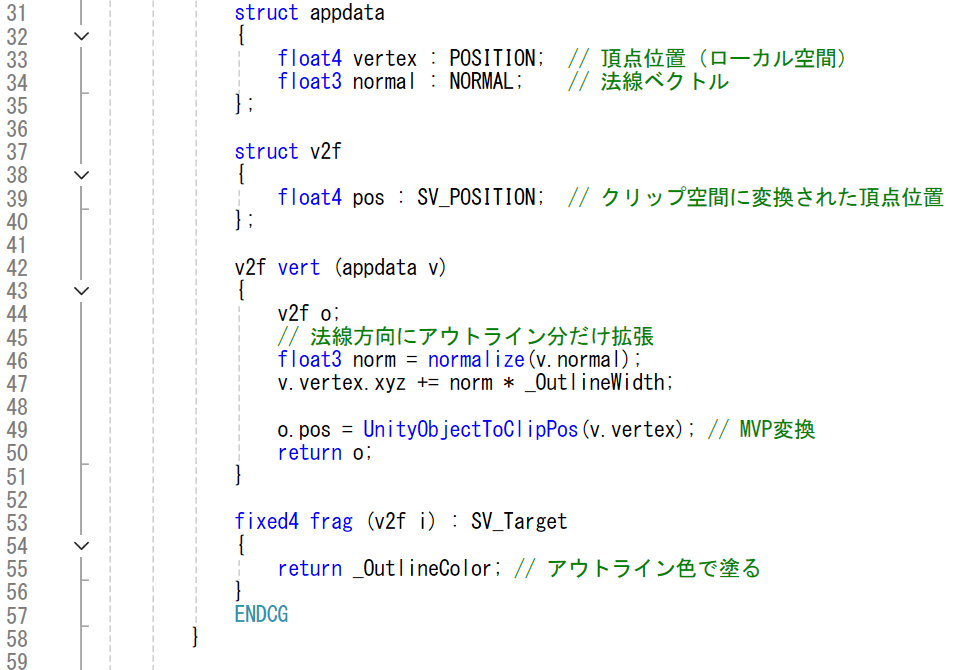 31 struct appdata
32 {
33 float4 vertex : POSITION; // 頂点位置（ローカル空間）
34 float3 normal : NORMAL; // 法線ベクトル
35 };
36
37 struct v2f
38 {
39 float4 pos : SV_POSITION; // クリップ空間に変換された頂点位置
40 };
41
42 v2f vert (appdata v)
43 {
44 v2f o;
45 // 法線方向にアウトライン分だけ拡張
46 float3 norm = normalize(v.normal);
47 v.vertex.xyz += norm * _OutlineWidth;
48
49 o.pos = UnityObjectToClipPos(v.vertex); // MVP変換
50 return o;
51 }
52
53 fixed4 frag (v2f i) : SV_Target
54 {
55 return _OutlineColor; // アウトライン色で塗る
56 }
57 ENDCG
58 }
59